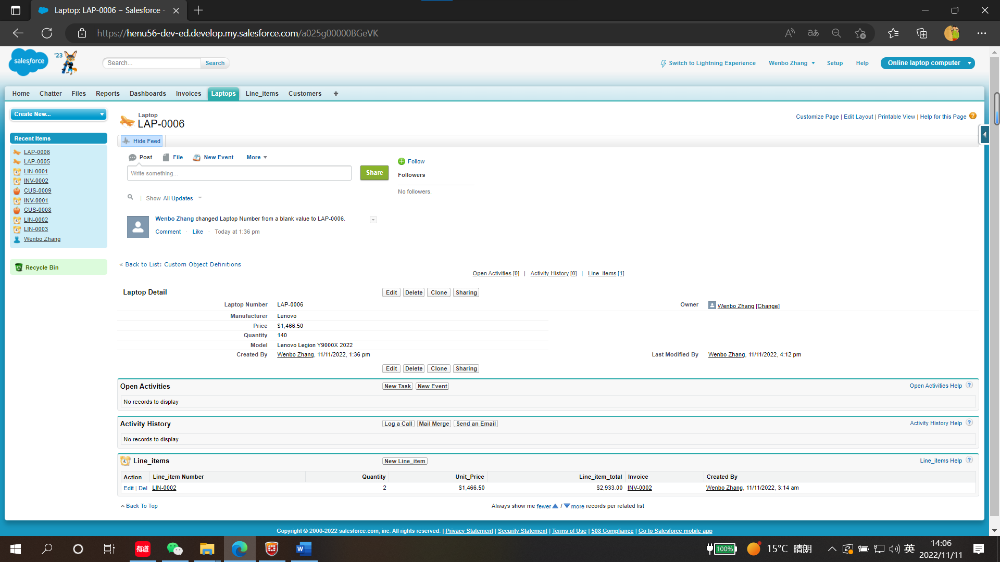 Laptop: LAP-0006 ~ Salesforce -
https://henu56-dev-ed.develop.my.salesforce.com/a025g00000BGeVK
salesforce
'23
Search...
Search
Switch to Lightning Experience
Wenbo Zhang
Setup
Help
Online laptop computer
Home
Chatter
Files
Reports
Dashboards
Invoices
Laptops
Line_items
Customers
+
Create New...
Recent Items
LAP-0006
LAP-0005
LIN-0001
INV-0002
CUS-0009
INV-0001
CUS-0008
LIN-0002
LIN-0003
Wenbo Zhang
Recycle Bin
Laptop
LAP-0006
Customize Page | Edit Layout | Printable View | Help for this Page ?
Hide Feed
Post
File
New Event
More
Write something...
Share
Follow
Followers
No followers.
Show All Updates
Wenbo Zhang changed Laptop Number from a blank value to LAP-0006.
Comment · Like · Today at 1:36 pm
« Back to List: Custom Object Definitions
Open Activities [0] | Activity History [0] | Line_items [1]
Laptop Detail
Edit Delete Clone Sharing
Laptop Number LAP-0006 Owner Wenbo Zhang [Change]
Manufacturer Lenovo
Price $1,466.50
Quantity 140
Model Lenovo Legion Y9000X 2022
Created By Wenbo Zhang, 11/11/2022, 1:36 pm Last Modified By Wenbo Zhang, 11/11/2022, 4:12 pm
Edit Delete Clone Sharing
Open Activities New Task New Event Open Activities Help ?
No records to display
Activity History Log a Call Mail Merge Send an Email Activity History Help ?
No records to display
Line_items New Line_item Line_items Help ?
Action Line_item Number Quantity Unit_Price Line_item_total Invoice Created By
Edit | Del LIN-0002 2 $1,466.50 $2,933.00 INV-0002 Wenbo Zhang, 11/11/2022, 3:14 am
Back To Top
Always show me fewer / more records per related list
Copyright © 2000-2022 salesforce.com, inc. All rights reserved. | Privacy Statement | Security Statement | Terms of Use | 508 Compliance | Go to Salesforce mobile app
有道
W
100%
15°C 晴朗
英
14:06
2022/11/11